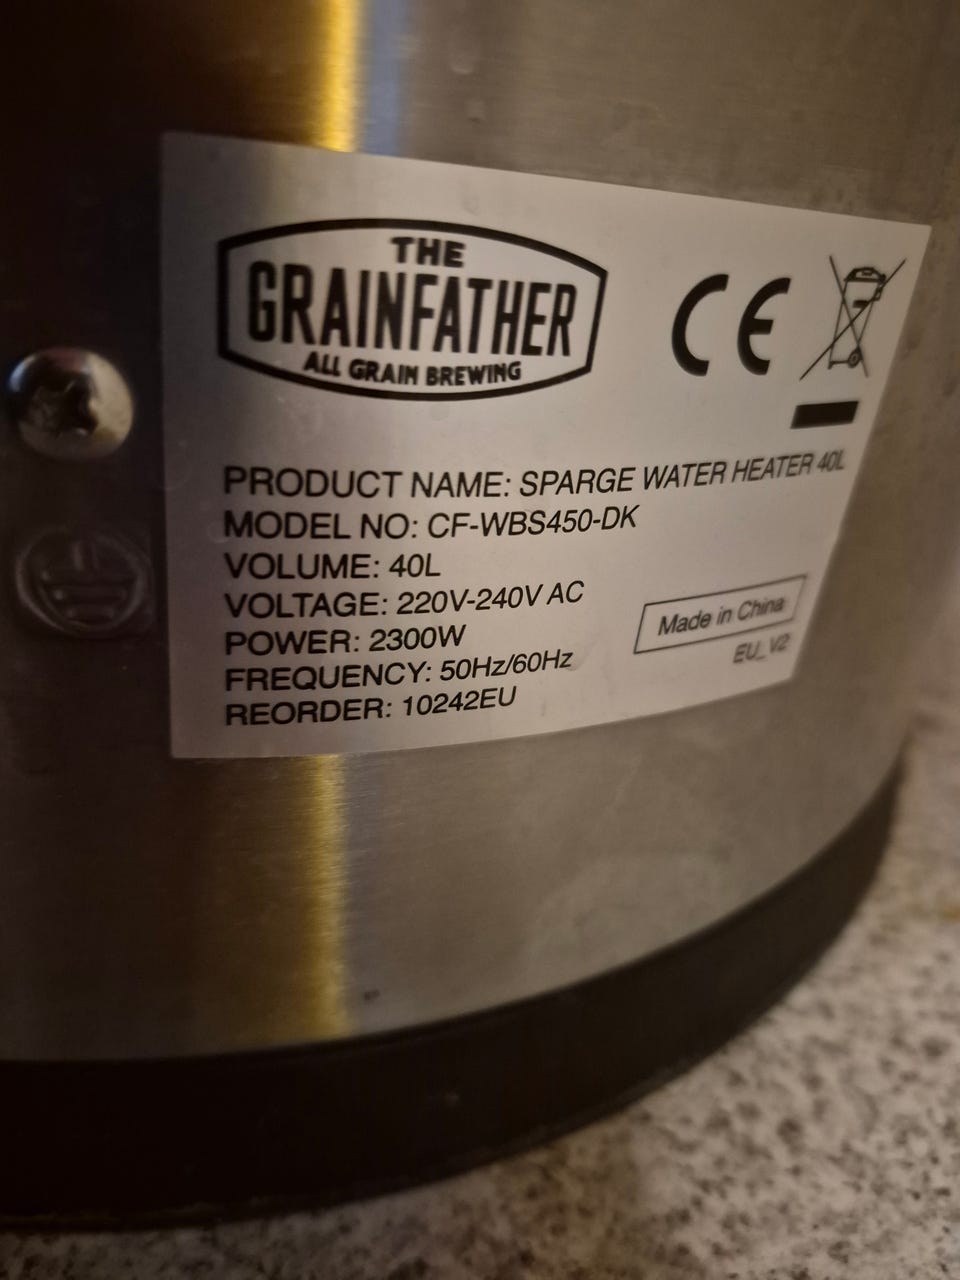 THE
GRAINFATHER
ALL GRAIN BREWING
CE
PRODUCT NAME: SPARGE WATER HEATER 40L
MODEL NO: CF-WBS450-DK
VOLUME: 40L
VOLTAGE: 220V-240V AC
POWER: 2300W
FREQUENCY: 50Hz/60Hz
REORDER: 10242EU
Made in China
EU_V2